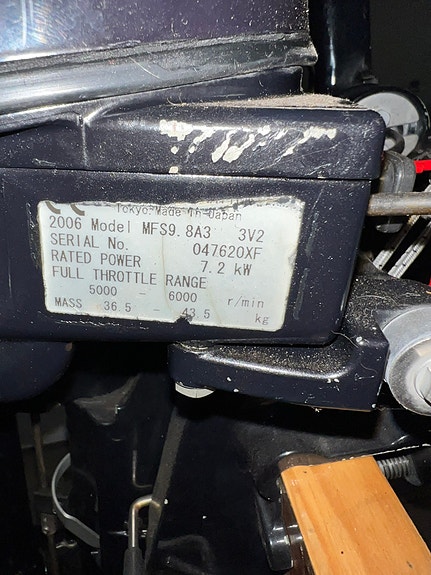 CE Tokyo. Made in Japan
2006 Model MFS9.8A3 3V2
SERIAL No. 047620XF
RATED POWER 7.2 kW
FULL THROTTLE RANGE
5000 - 6000 r/min
MASS 36.5 - 43.5 kg